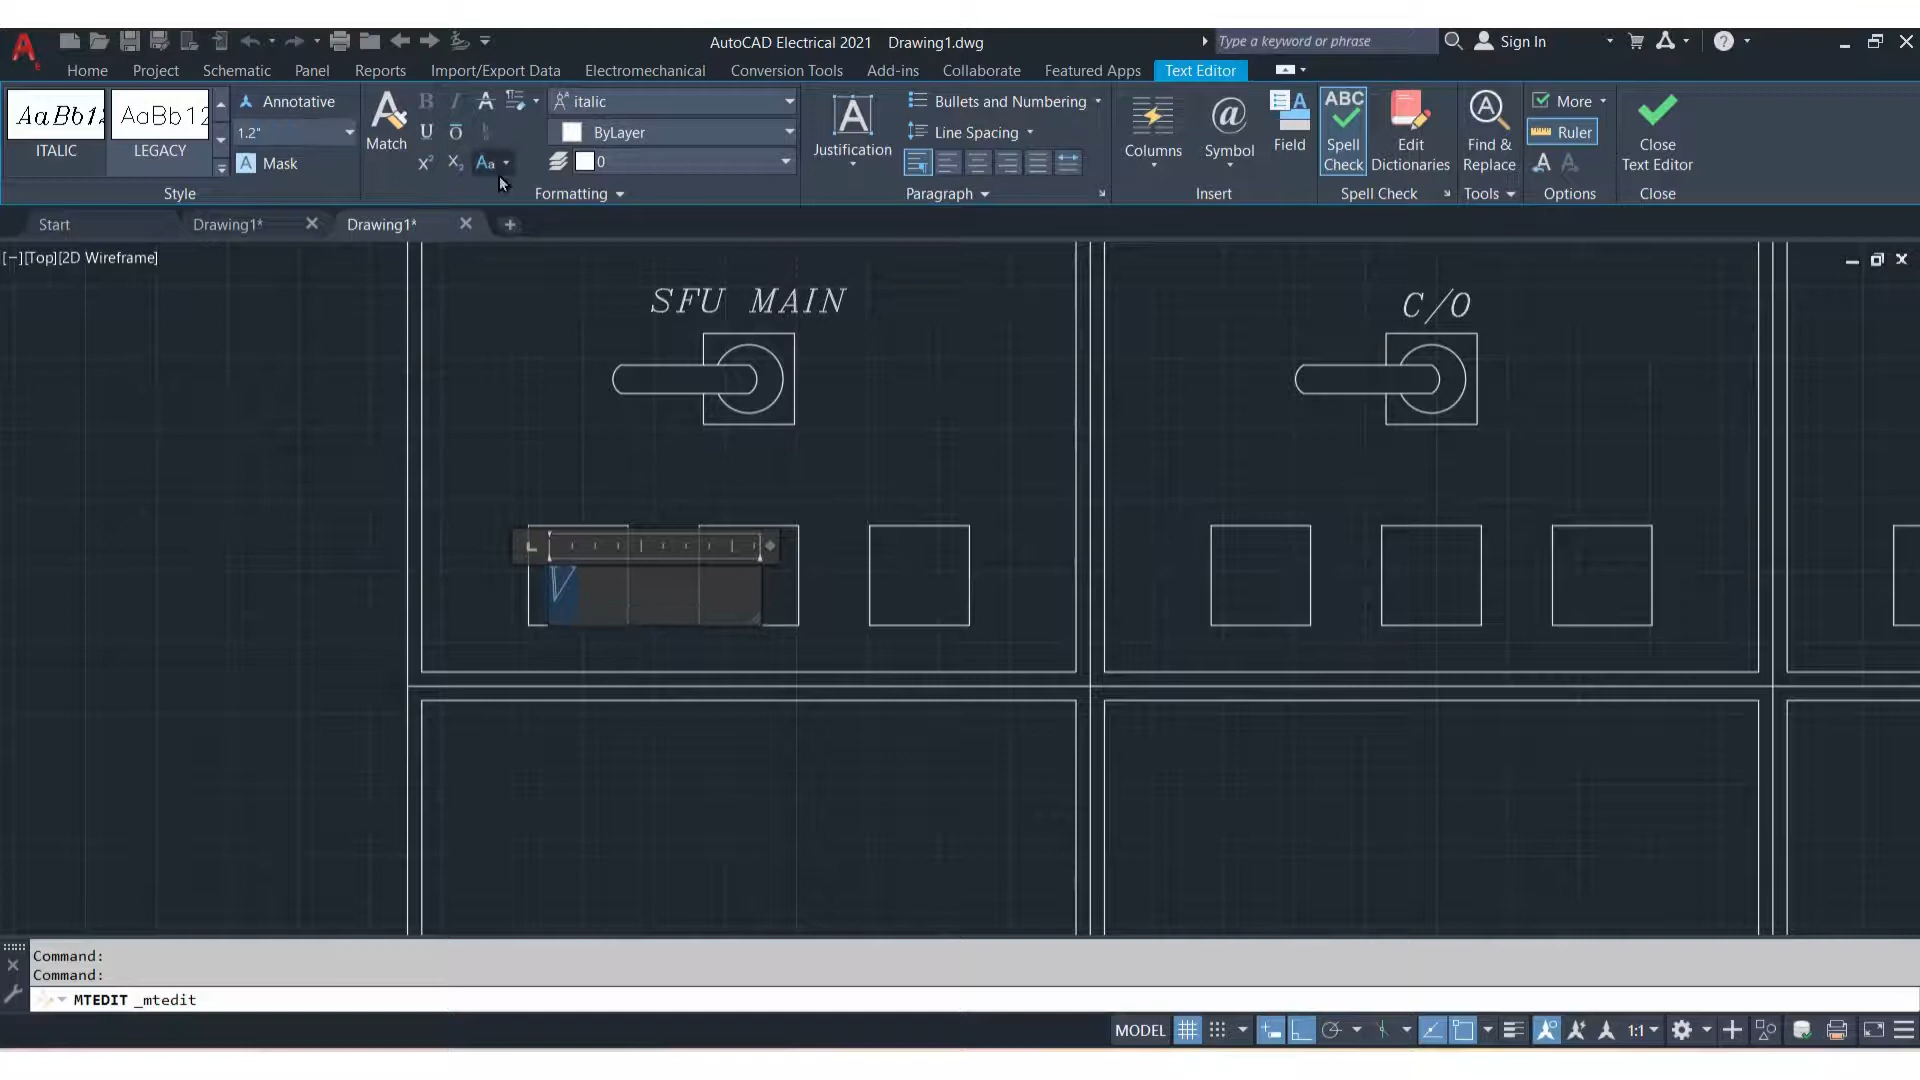 AutoCAD Electrical 2021 Drawing1.dwg
Type a keyword or phrase
Sign In
Home Project Schematic Panel Reports Import/Export Data Electromechanical Conversion Tools Add-ins Collaborate Featured Apps Text Editor
AaBb12
ITALIC
AaBb12
LEGACY
Annotative
1.2"
Mask
Style
Match
italic
ByLayer
0
Formatting
Justification
Bullets and Numbering
Line Spacing
Paragraph
Columns
Symbol
Field
Insert
ABC
Spell
Check
Edit
Dictionaries
Spell Check
Find &
Replace
Tools
More
Ruler
Options
Close
Text Editor
Close
Start Drawing1* Drawing1*
[−][Top][2D Wireframe]
SFU MAIN
C/O
V
Command:
Command:
MTEDIT _mtedit
MODEL
1:1